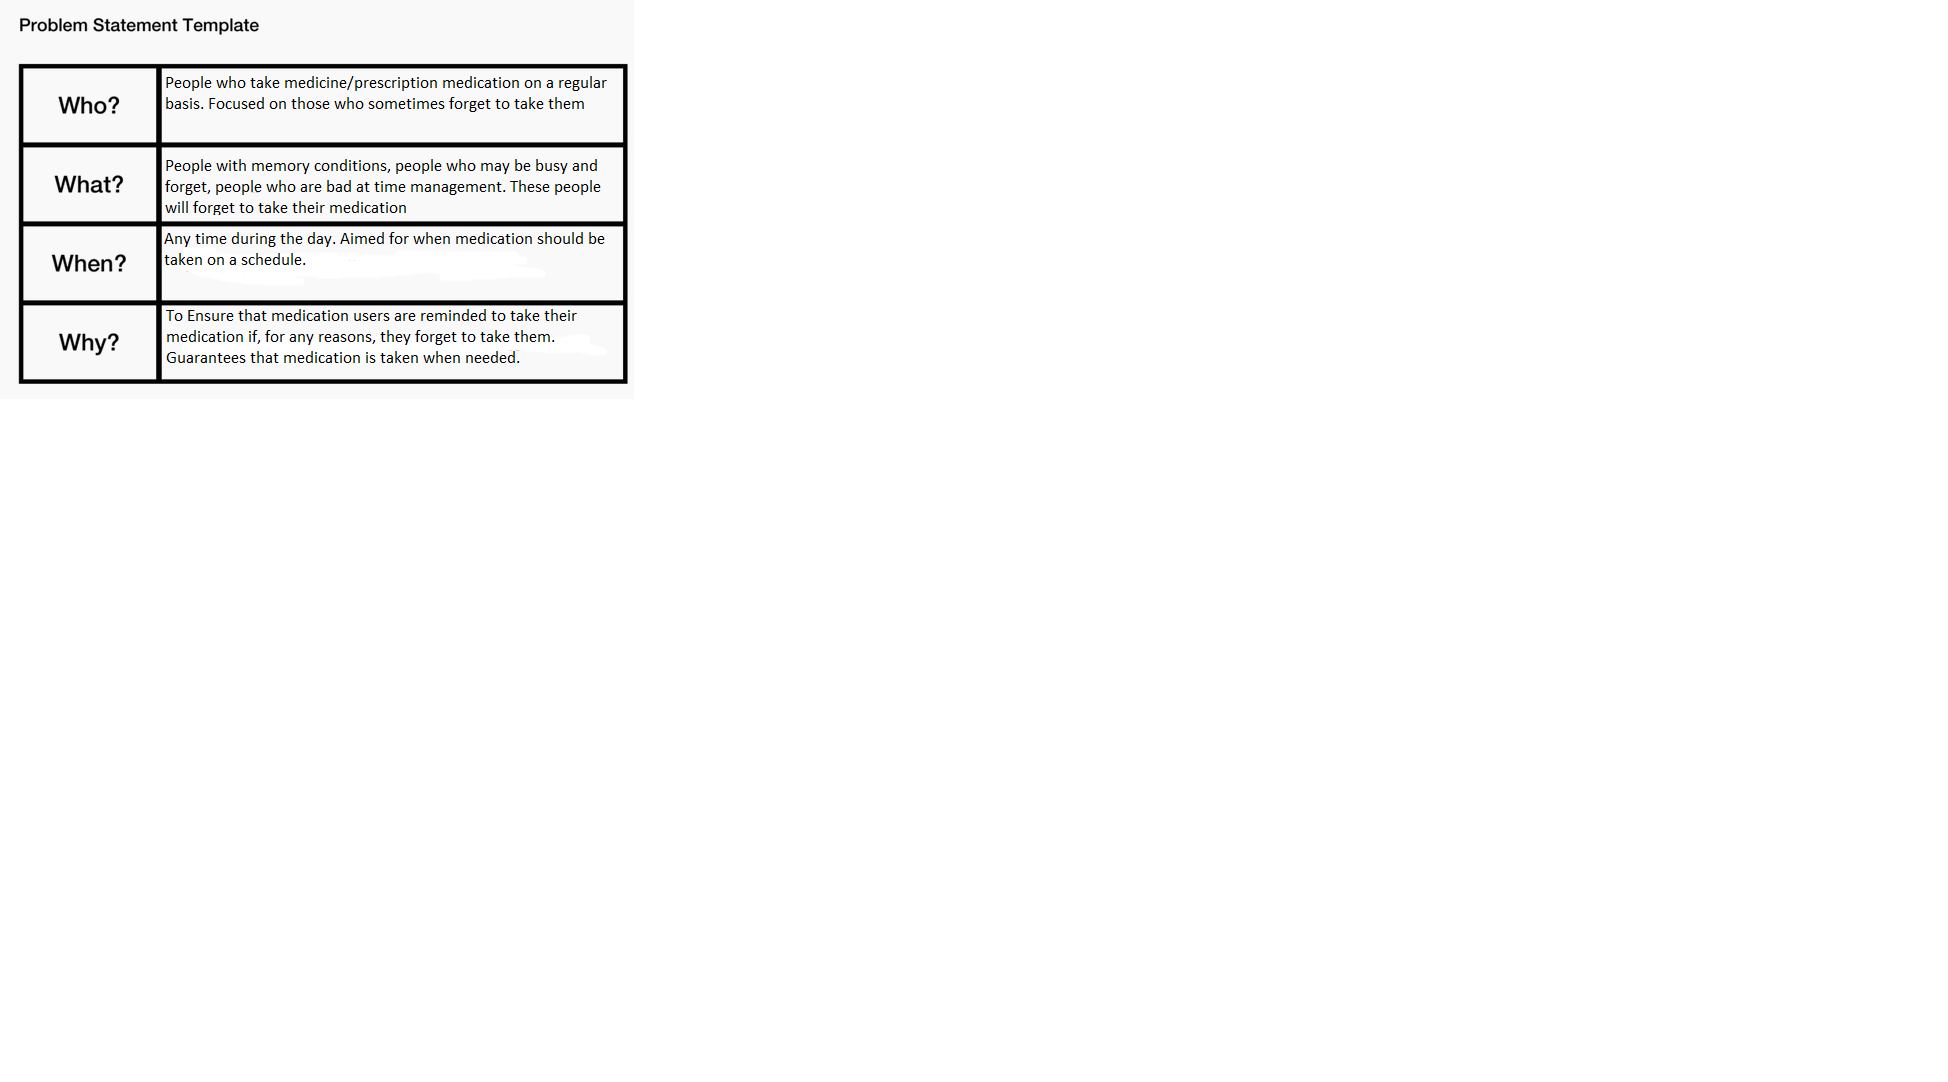 Problem Statement Template
Who?
People who take medicine/prescription medication on a regular
basis. Focused on those who sometimes forget to take them
What?
People with memory conditions, people who may be busy and
forget, people who are bad at time management. These people
will forget to take their medication
When?
Any time during the day. Aimed for when medication should be
taken on a schedule.
Why?
To Ensure that medication users are reminded to take their
medication if, for any reasons, they forget to take them.
Guarantees that medication is taken when needed.